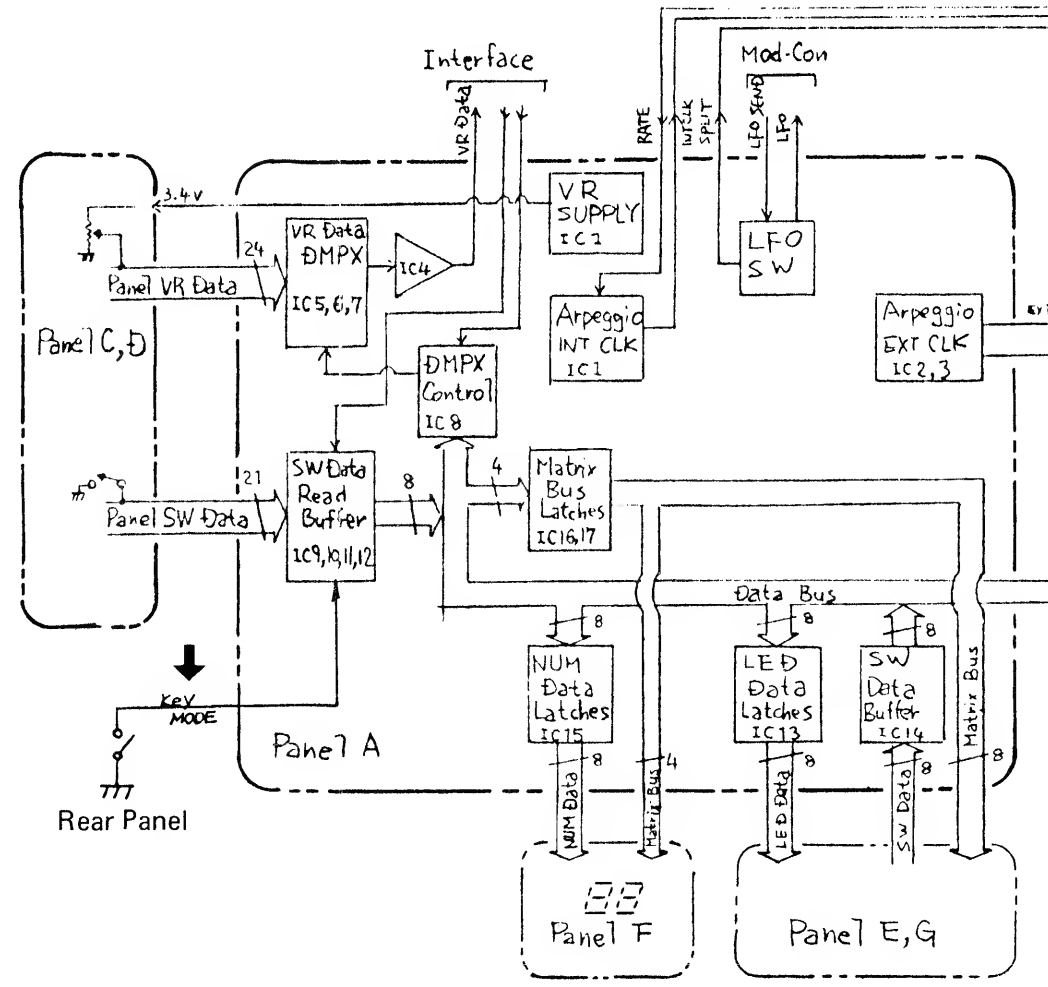 Interface
Mod-Con
VR Data
RATE
INTCLK
SPLIT
LFO SEND
LFO
3.4V
VR
SUPPLY
IC1
VR Data
DMPX
IC5,6,7
IC4
24
Panel VR Data
LFO
SW
Panel C,D
Arpeggio
INT CLK
IC1
Arpeggio
EXT CLK
IC2,3
DMPX
Control
IC8
21
Panel SW Data
SW Data
Read
Buffer
IC9,10,11,12
8
4
Matrix
Bus
Latches
IC16,17
Data Bus
8
8
8
NUM
Data
Latches
IC15
LED
Data
Latches
IC13
SW
Data
Buffer
IC14
Matrix Bus
KEY
MODE
Panel A
8
4
8
8
8
Rear Panel
NUM Data
Matrix Bus
LED Data
SW Data
88
Panel F
Panel E,G